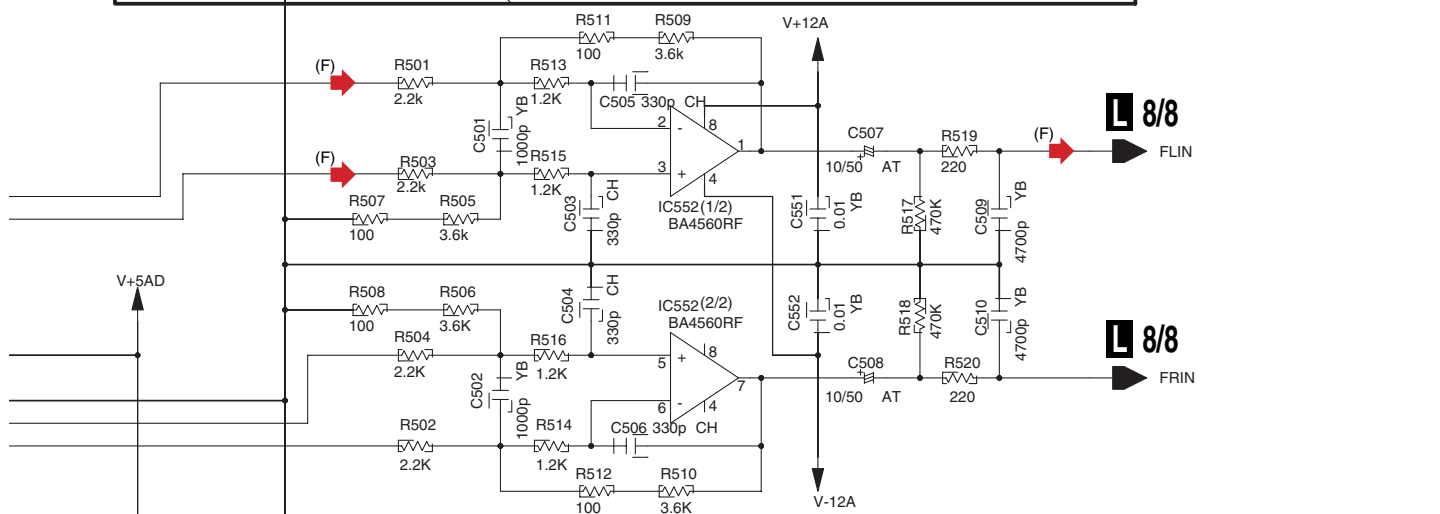 R511
R509
V+12A
100
3.6k
(F)
R501
R513
2.2k
1.2K
C505 330p CH
L 8/8
C501
1000p
YB
2
-
8
1
C507
R519
(F)
FLIN
10/50
AT
220
(F)
R503
R515
2.2k
1.2K
3
+
4
R507
R505
100
3.6k
C503
330p
CH
IC552(1/2)
BA4560RF
C551
0.01
YB
R517
470K
C509
4700p
YB
V+5AD
R508
R506
100
3.6K
C504
330p
CH
IC552(2/2)
BA4560RF
C552
0.01
YB
R518
470K
C510
4700p
YB
L 8/8
R504
R516
2.2K
1.2K
5
+
8
7
C508
R520
FRIN
10/50
AT
220
C502
1000p
YB
6
-
4
R502
R514
C506 330p CH
2.2K
1.2K
R512
R510
100
3.6K
V-12A